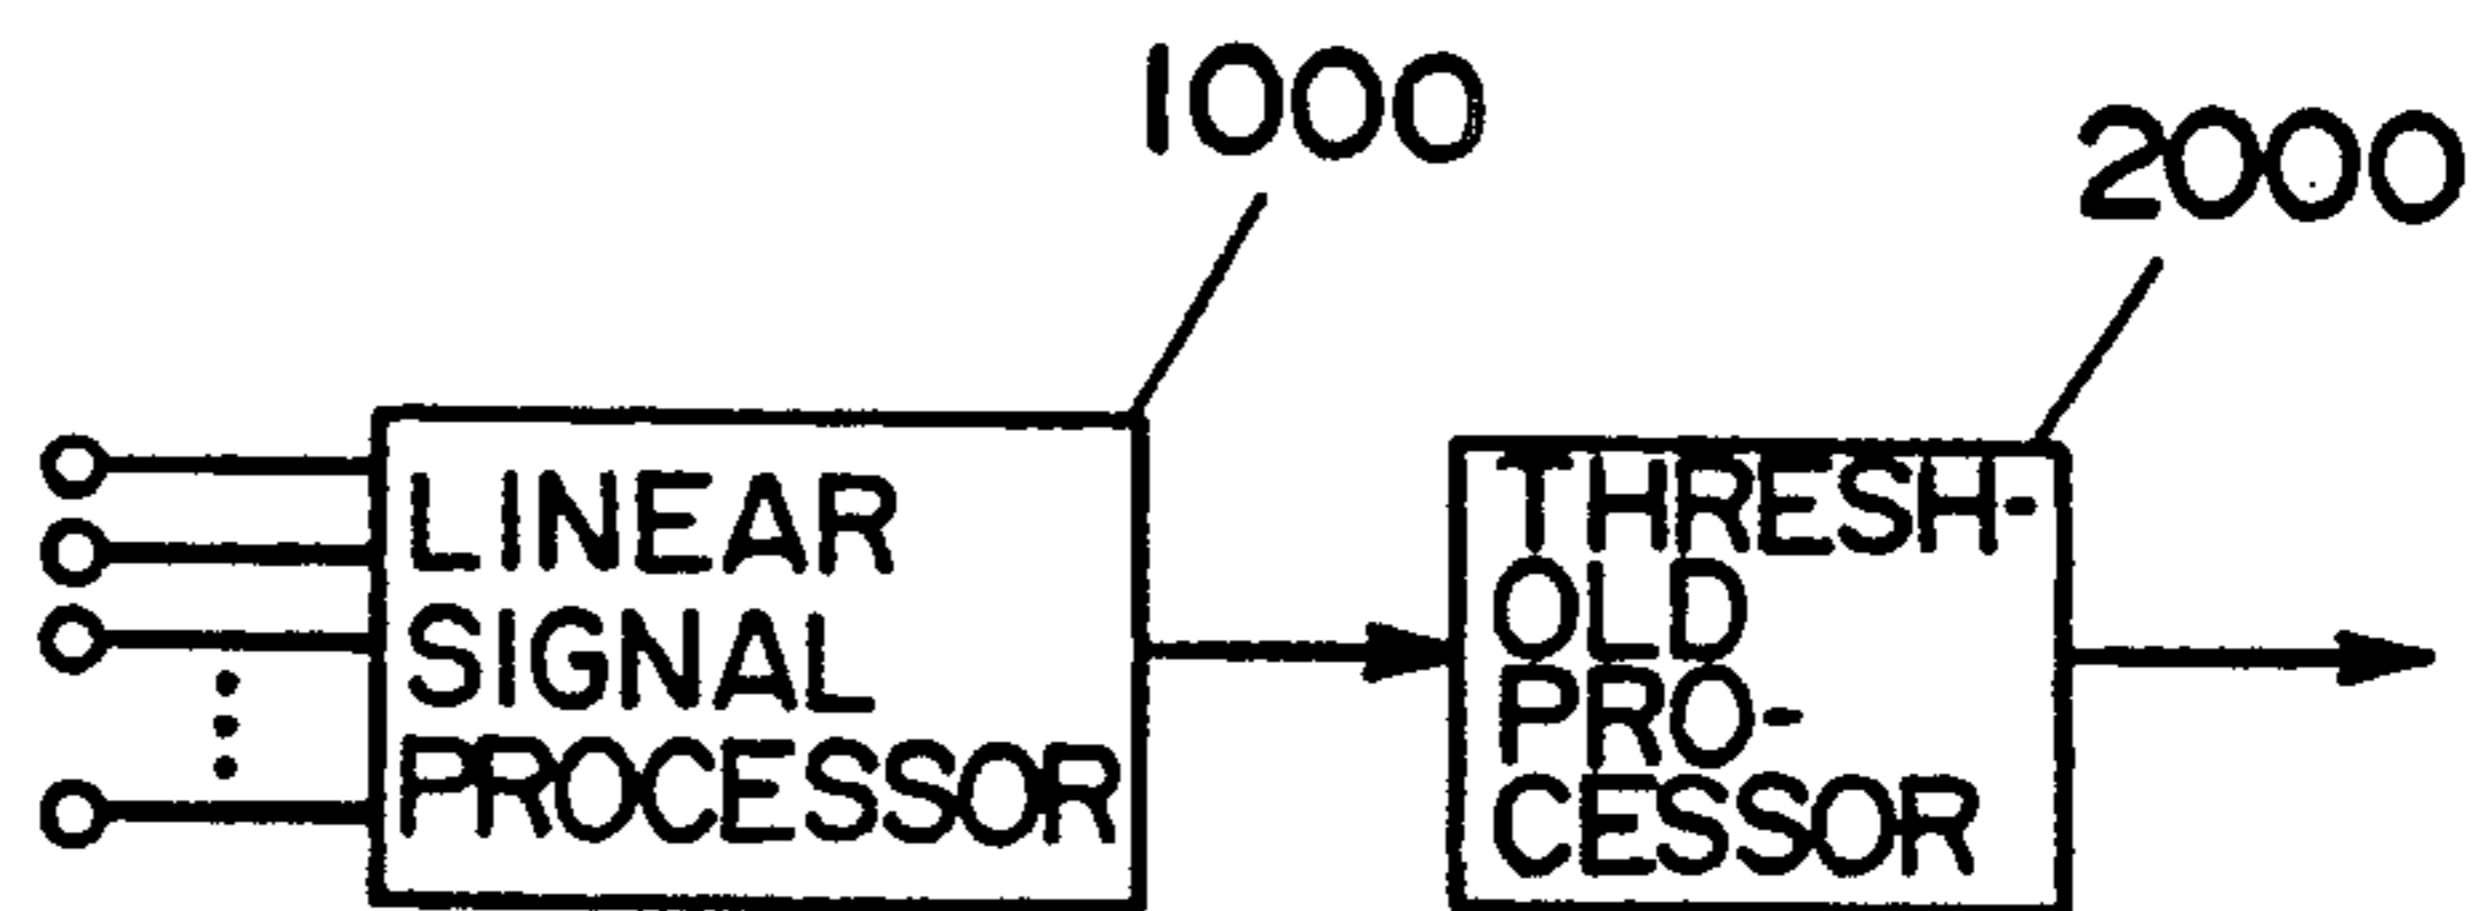 1000
2000
LINEAR
SIGNAL
PROCESSOR
THRESH-
OLD
PRO-
CESSOR